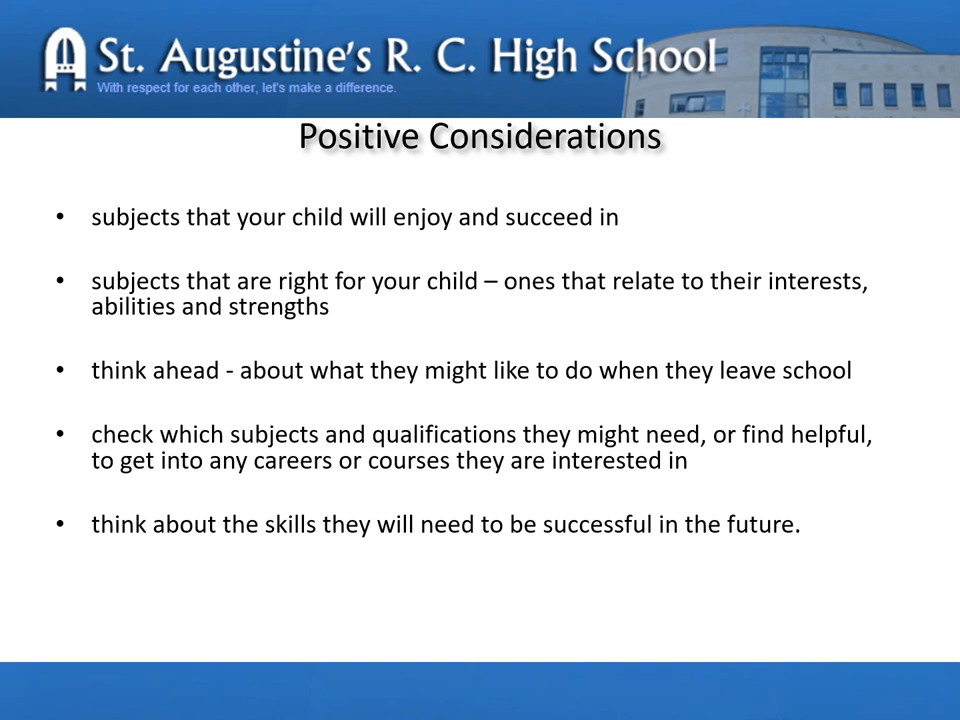 St. Augustine's R. C. High School
With respect for each other, let's make a difference.
Positive Considerations
• subjects that your child will enjoy and succeed in
• subjects that are right for your child – ones that relate to their interests,
abilities and strengths
• think ahead - about what they might like to do when they leave school
• check which subjects and qualifications they might need, or find helpful,
to get into any careers or courses they are interested in
• think about the skills they will need to be successful in the future.